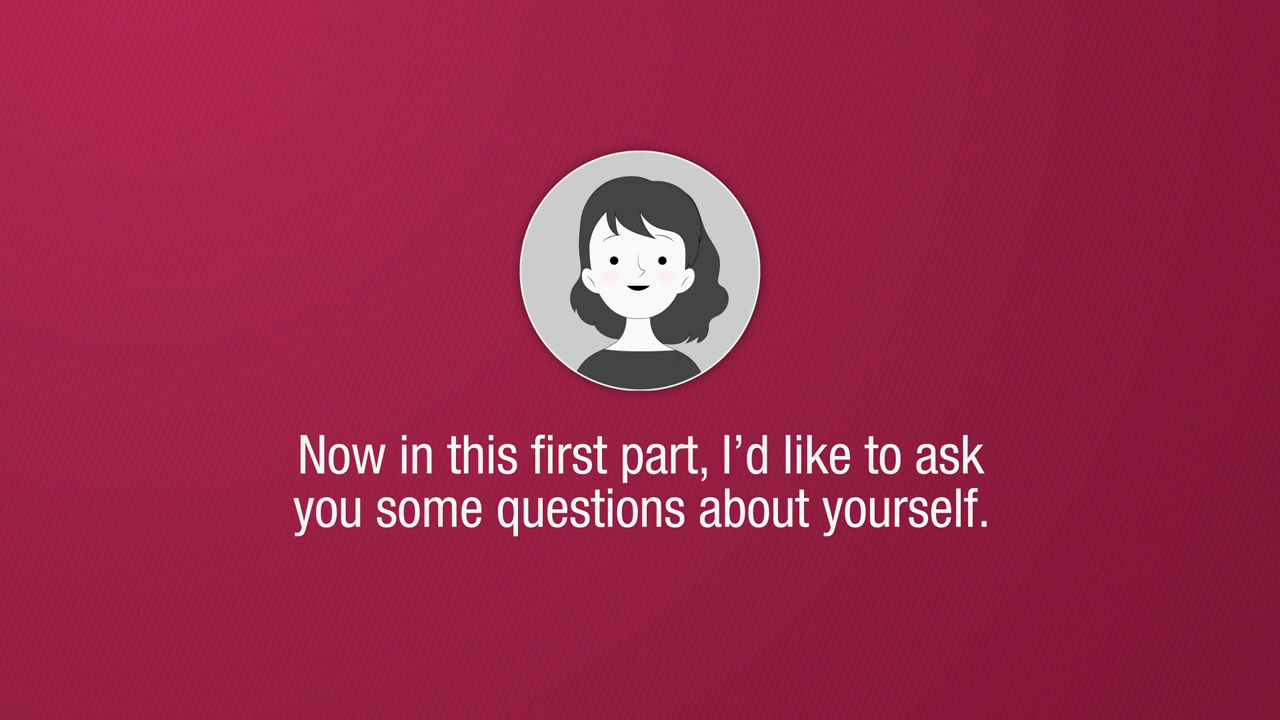 Now in this first part, I’d like to ask
you some questions about yourself.